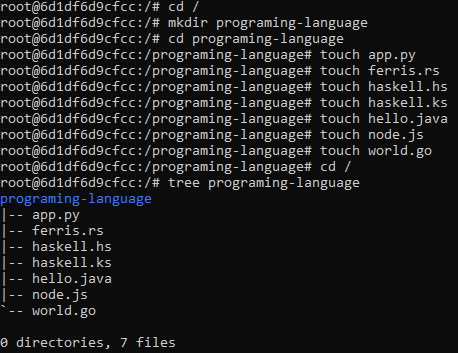 root@6d1df6d9cfcc:/# cd /
root@6d1df6d9cfcc:/# mkdir programing-language
root@6d1df6d9cfcc:/# cd programing-language
root@6d1df6d9cfcc:/programing-language# touch app.py
root@6d1df6d9cfcc:/programing-language# touch ferris.rs
root@6d1df6d9cfcc:/programing-language# touch haskell.hs
root@6d1df6d9cfcc:/programing-language# touch haskell.ks
root@6d1df6d9cfcc:/programing-language# touch hello.java
root@6d1df6d9cfcc:/programing-language# touch node.js
root@6d1df6d9cfcc:/programing-language# touch world.go
root@6d1df6d9cfcc:/programing-language# cd /
root@6d1df6d9cfcc:/# tree programing-language
programing-language
|-- app.py
|-- ferris.rs
|-- haskell.hs
|-- haskell.ks
|-- hello.java
|-- node.js
`-- world.go

0 directories, 7 files